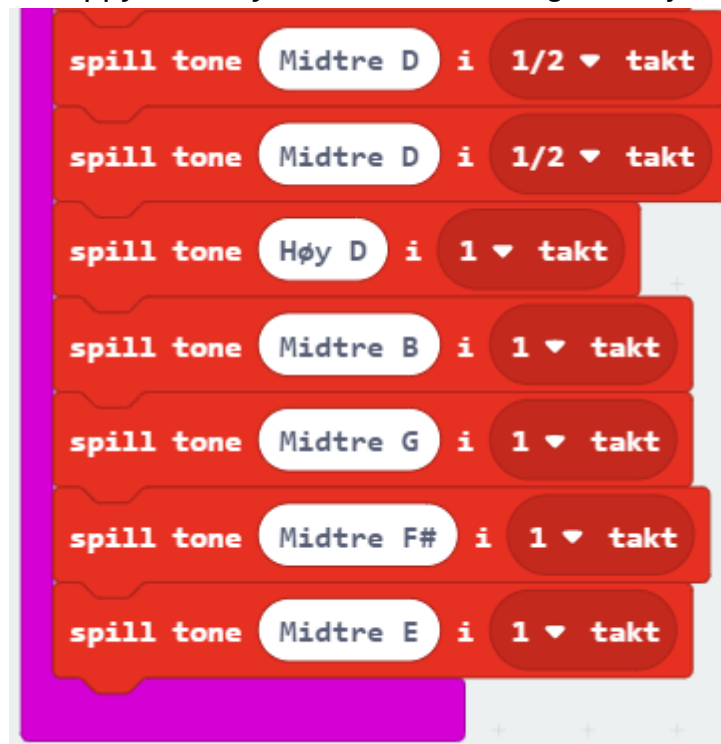 spill tone Midtre D i 1/2 takt
spill tone Midtre D i 1/2 takt
spill tone Høy D i 1 takt
spill tone Midtre B i 1 takt
spill tone Midtre G i 1 takt
spill tone Midtre F# i 1 takt
spill tone Midtre E i 1 takt